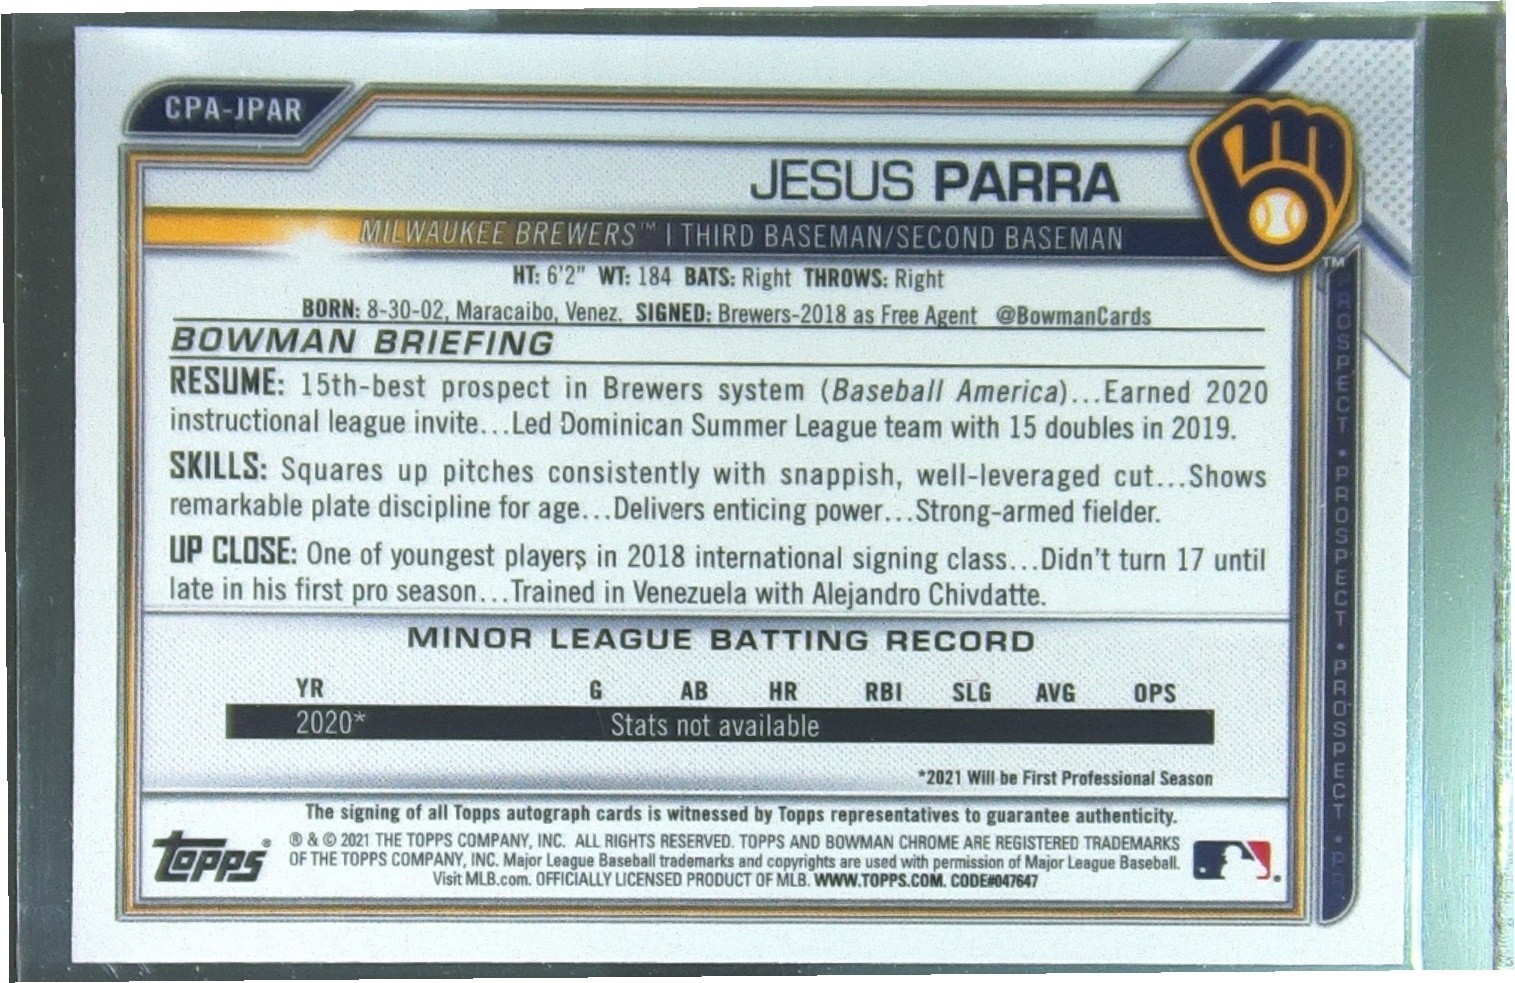 CPA-JPAR
JESUS PARRA
MILWAUKEE BREWERS™ | THIRD BASEMAN/SECOND BASEMAN
TM
HT: 6'2" WT: 184 BATS: Right THROWS: Right
BORN: 8-30-02, Maracaibo, Venez. SIGNED: Brewers-2018 as Free Agent @BowmanCards
BOWMAN BRIEFING
RESUME: 15th-best prospect in Brewers system (Baseball America)...Earned 2020
instructional league invite...Led Dominican Summer League team with 15 doubles in 2019.
SKILLS: Squares up pitches consistently with snappish, well-leveraged cut...Shows
remarkable plate discipline for age...Delivers enticing power...Strong-armed fielder.
UP CLOSE: One of youngest players in 2018 international signing class...Didn't turn 17 until
late in his first pro season...Trained in Venezuela with Alejandro Chivdatte.
MINOR LEAGUE BATTING RECORD
YR G AB HR RBI SLG AVG OPS
2020* Stats not available
*2021 Will be First Professional Season
The signing of all Topps autograph cards is witnessed by Topps representatives to guarantee authenticity.
topps®
® & © 2021 THE TOPPS COMPANY, INC. ALL RIGHTS RESERVED. TOPPS AND BOWMAN CHROME ARE REGISTERED TRADEMARKS
OF THE TOPPS COMPANY, INC. Major League Baseball trademarks and copyrights are used with permission of Major League Baseball.
Visit MLB.com. OFFICIALLY LICENSED PRODUCT OF MLB. WWW.TOPPS.COM. CODE#047647
PROSPECT • PROSPECT • PROSPECT • PR